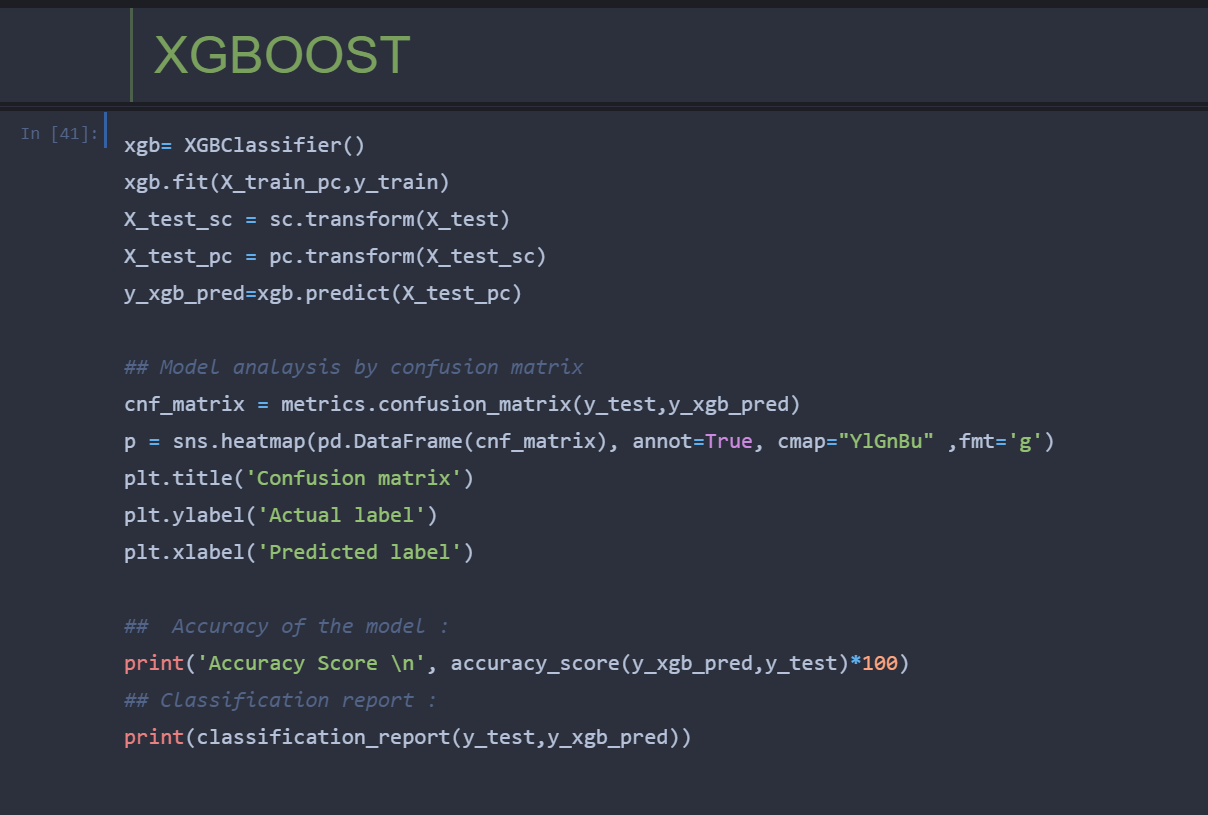 XGBOOST
In [41]:
xgb= XGBClassifier()
xgb.fit(X_train_pc,y_train)
X_test_sc = sc.transform(X_test)
X_test_pc = pc.transform(X_test_sc)
y_xgb_pred=xgb.predict(X_test_pc)
## Model analaysis by confusion matrix
cnf_matrix = metrics.confusion_matrix(y_test,y_xgb_pred)
p = sns.heatmap(pd.DataFrame(cnf_matrix), annot=True, cmap="YlGnBu" ,fmt='g')
plt.title('Confusion matrix')
plt.ylabel('Actual label')
plt.xlabel('Predicted label')
##  Accuracy of the model :
print('Accuracy Score \n', accuracy_score(y_xgb_pred,y_test)*100)
## Classification report :
print(classification_report(y_test,y_xgb_pred))